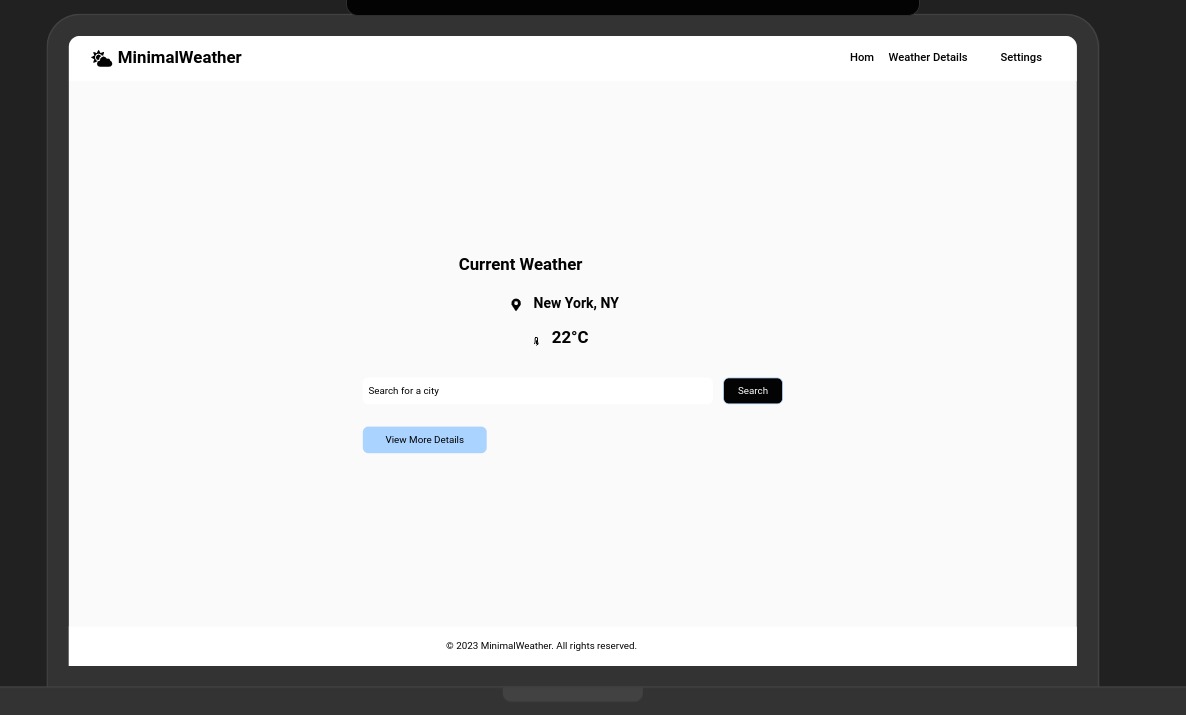 MinimalWeather
Hom Weather Details Settings
Current Weather
New York, NY
22°C
Search for a city
Search
View More Details
© 2023 MinimalWeather. All rights reserved.